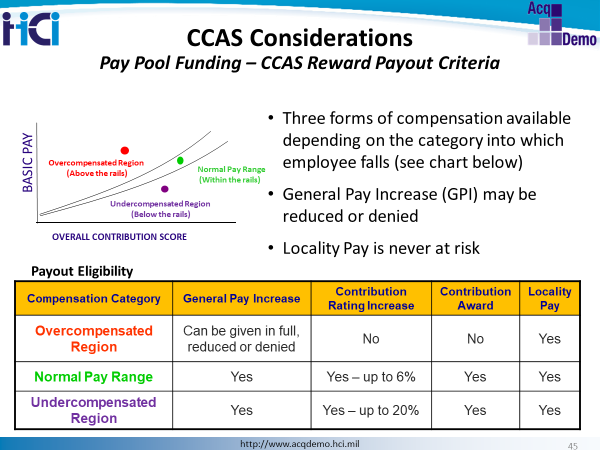 HCI
Acq
Demo
CCAS Considerations
Pay Pool Funding – CCAS Reward Payout Criteria
BASIC PAY
Overcompensated Region
(Above the rails)
Normal Pay Range
(Within the rails)
Undercompensated Region
(Below the rails)
OVERALL CONTRIBUTION SCORE
• Three forms of compensation available
depending on the category into which
employee falls (see chart below)
• General Pay Increase (GPI) may be
reduced or denied
• Locality Pay is never at risk
Payout Eligibility
Compensation Category General Pay Increase Contribution Rating Increase Contribution Award Locality Pay
Overcompensated Region Can be given in full, reduced or denied No No Yes
Normal Pay Range Yes Yes – up to 6% Yes Yes
Undercompensated Region Yes Yes – up to 20% Yes Yes
http://www.acqdemo.hci.mil
45